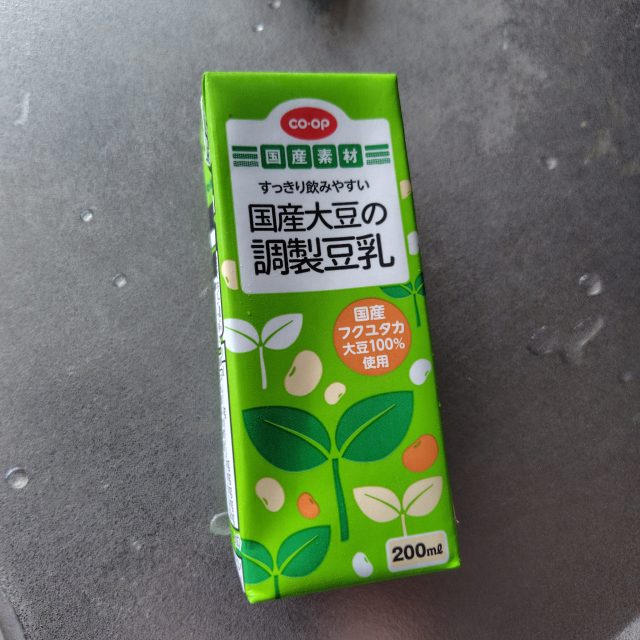 CO·OP
国産素材
すっきり飲みやすい
国産大豆の
調製豆乳
国産
フクユタカ
大豆100%
使用
200mℓ